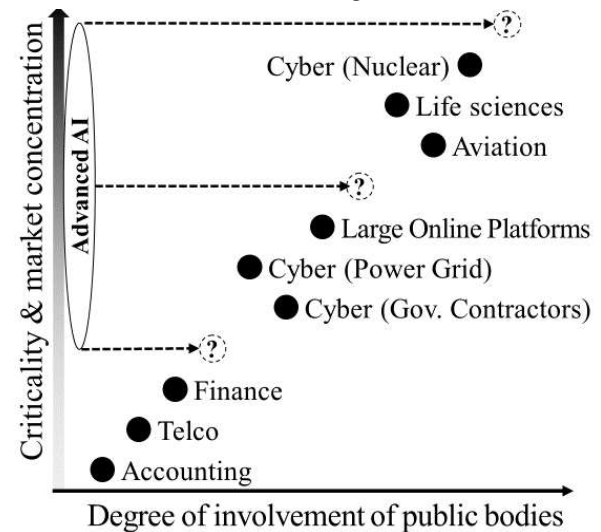 ?
Cyber (Nuclear)
Life sciences
Aviation
?
Large Online Platforms
Cyber (Power Grid)
Cyber (Gov. Contractors)
?
Finance
Telco
Accounting
Advanced AI
Criticality & market concentration
Degree of involvement of public bodies